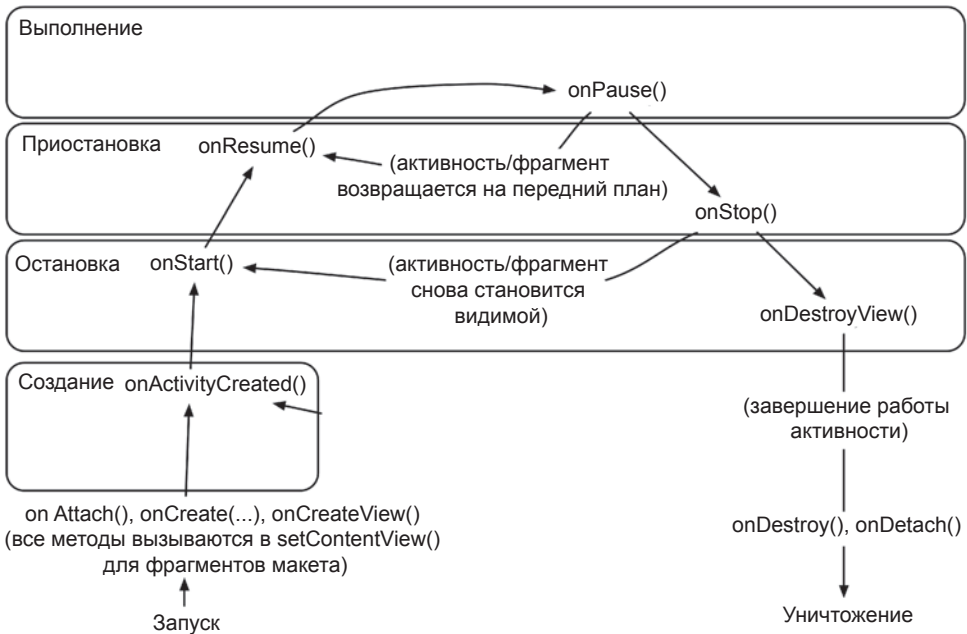 Выполнение
onPause()
Приостановка
onResume()
(активность/фрагмент
возвращается на передний план)
onStop()
Остановка
onStart()
(активность/фрагмент
снова становится
видимой)
onDestroyView()
Создание
onActivityCreated()
(завершение работы
активности)
on Attach(), onCreate(...), onCreateView()
(все методы вызываются в setContentView()
для фрагментов макета)
onDestroy(), onDetach()
Запуск
Уничтожение